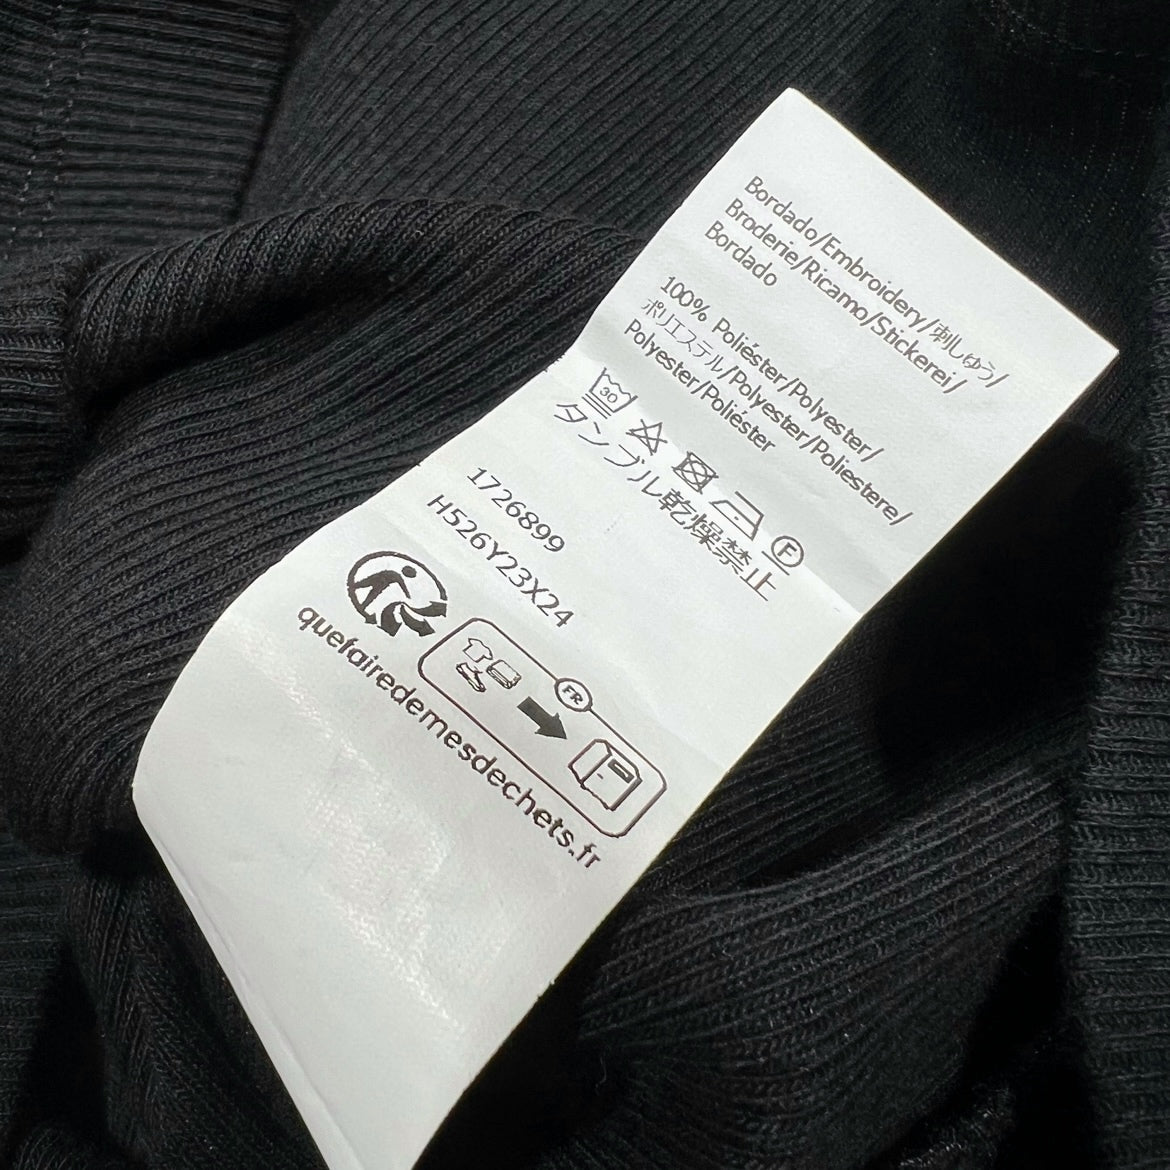 Bordado/Embroidery/刺しゅう/
Broderie/Ricamo/Stickerei/
Bordado
100% Poliéster/Polyester/
ポリエステル/Polyester/Poliestere/
Polyester/Poliéster
30
F
タンブル乾燥禁止
1726899
H526Y23X24
FR
quefairedemesdechets.fr